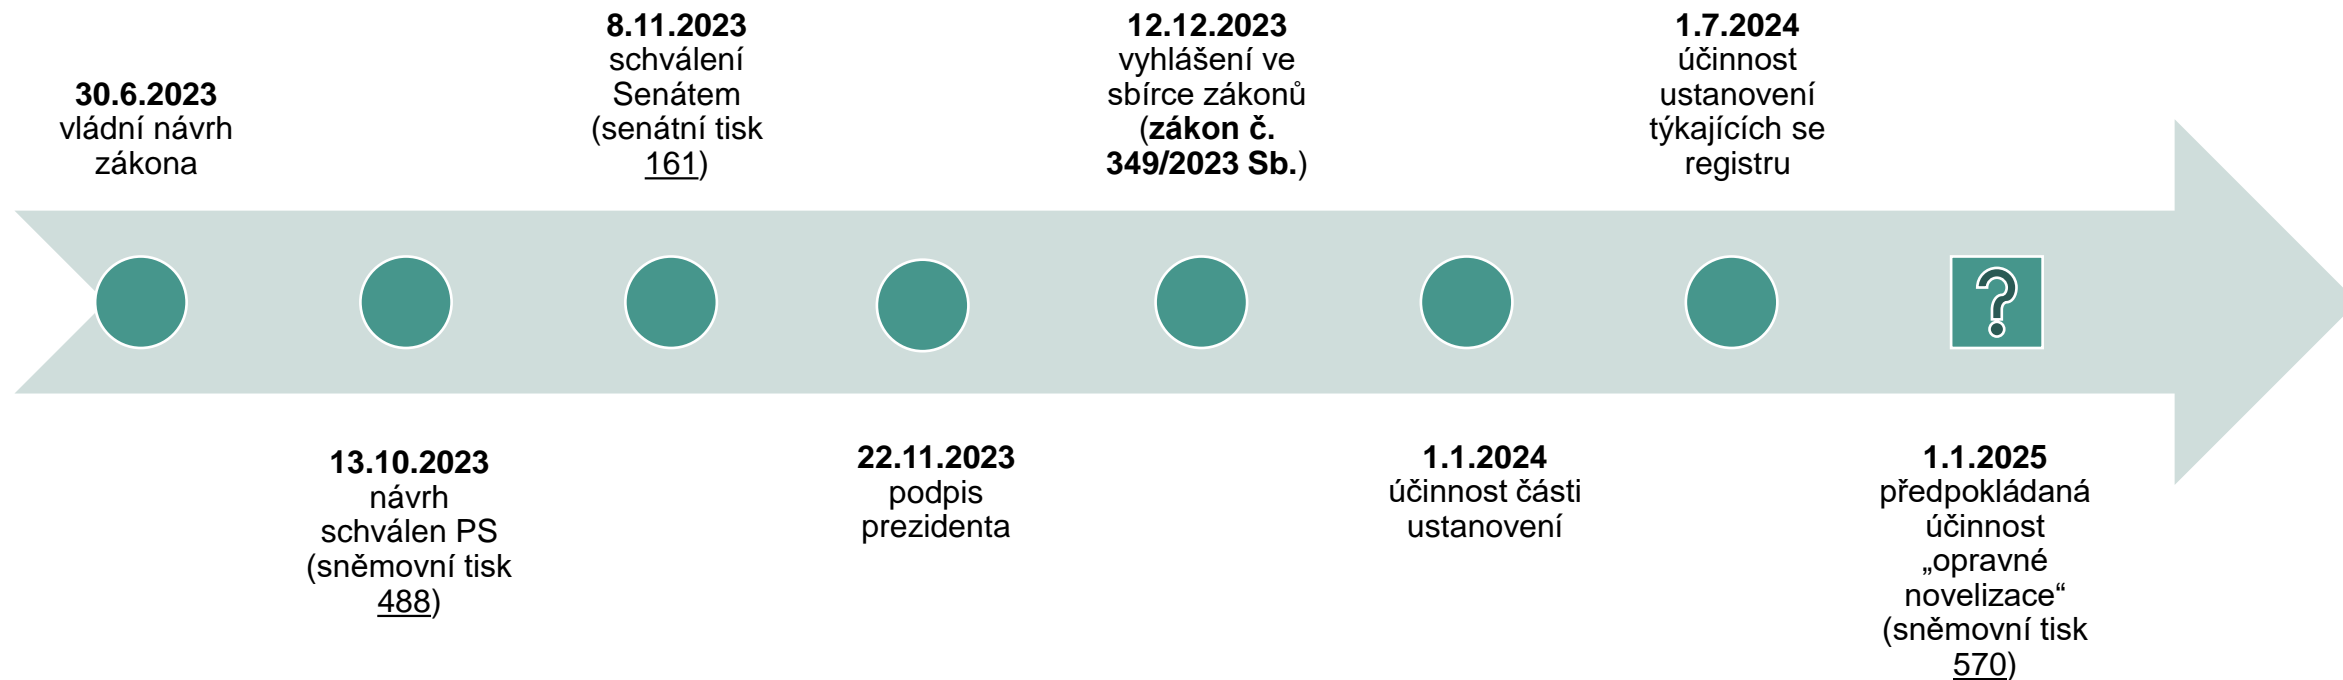 30.6.2023
vládní návrh
zákona
13.10.2023
návrh
schválen PS
(sněmovní tisk
488)
8.11.2023
schválení
Senátem
(senátní tisk
161)
22.11.2023
podpis
prezidenta
12.12.2023
vyhlášení ve
sbírce zákonů
(zákon č.
349/2023 Sb.)
1.1.2024
účinnost části
ustanovení
1.7.2024
účinnost
ustanovení
týkajících se
registru
?
1.1.2025
předpokládaná
účinnost
„opravné
novelizace“
(sněmovní tisk
570)